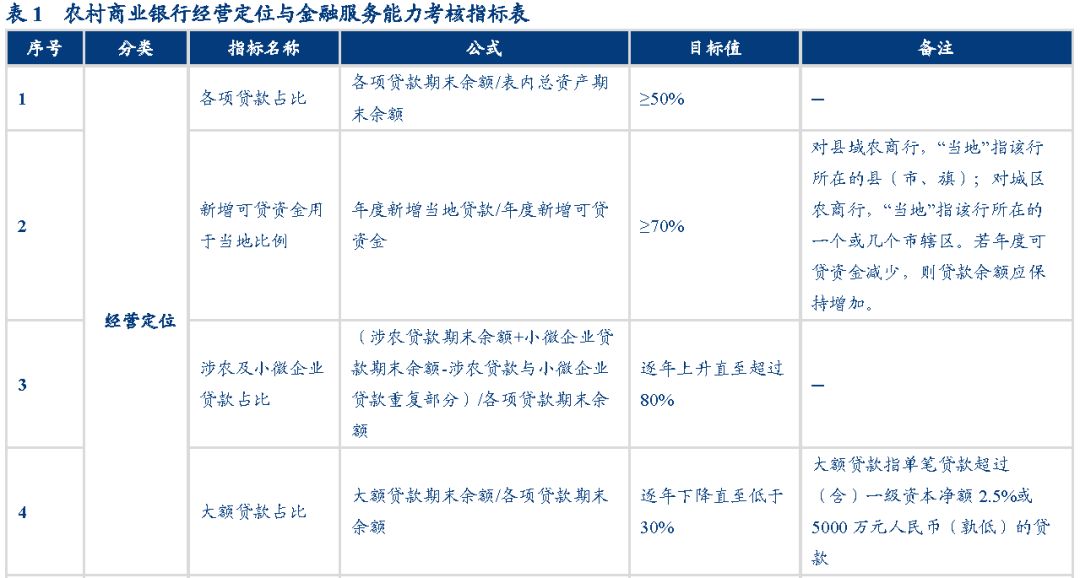 表 1 农村商业银行经营定位与金融服务能力考核指标表
序号 分类 指标名称 公式 目标值 备注
1
各项贷款占比
各项贷款期末余额/表内总资产期
末余额
≥50%
—
经营定位
2
新增可贷资金用
于当地比例
年度新增当地贷款/年度新增可贷
资金
≥70%
对县域农商行，“当地”指该行
所在的县（市、旗）；对城区
农商行，“当地”指该行所在的
一个或几个市辖区。若年度可
贷资金减少，则贷款余额应保
持增加。
3
涉农及小微企业
贷款占比
（涉农贷款期末余额+小微企业贷
款期末余额-涉农贷款与小微企业
贷款重复部分）/各项贷款期末余
额
逐年上升直至超过
80%
—
4
大额贷款占比
大额贷款期末余额/各项贷款期末
余额
逐年下降直至低于
30%
大额贷款指单笔贷款超过
（含）一级资本净额 2.5%或
5000 万元人民币（孰低）的贷
款